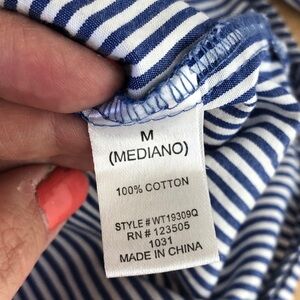 M
(MEDIANO)
100% COTTON
STYLE # WT19309Q
RN # 123505
1031
MADE IN CHINA